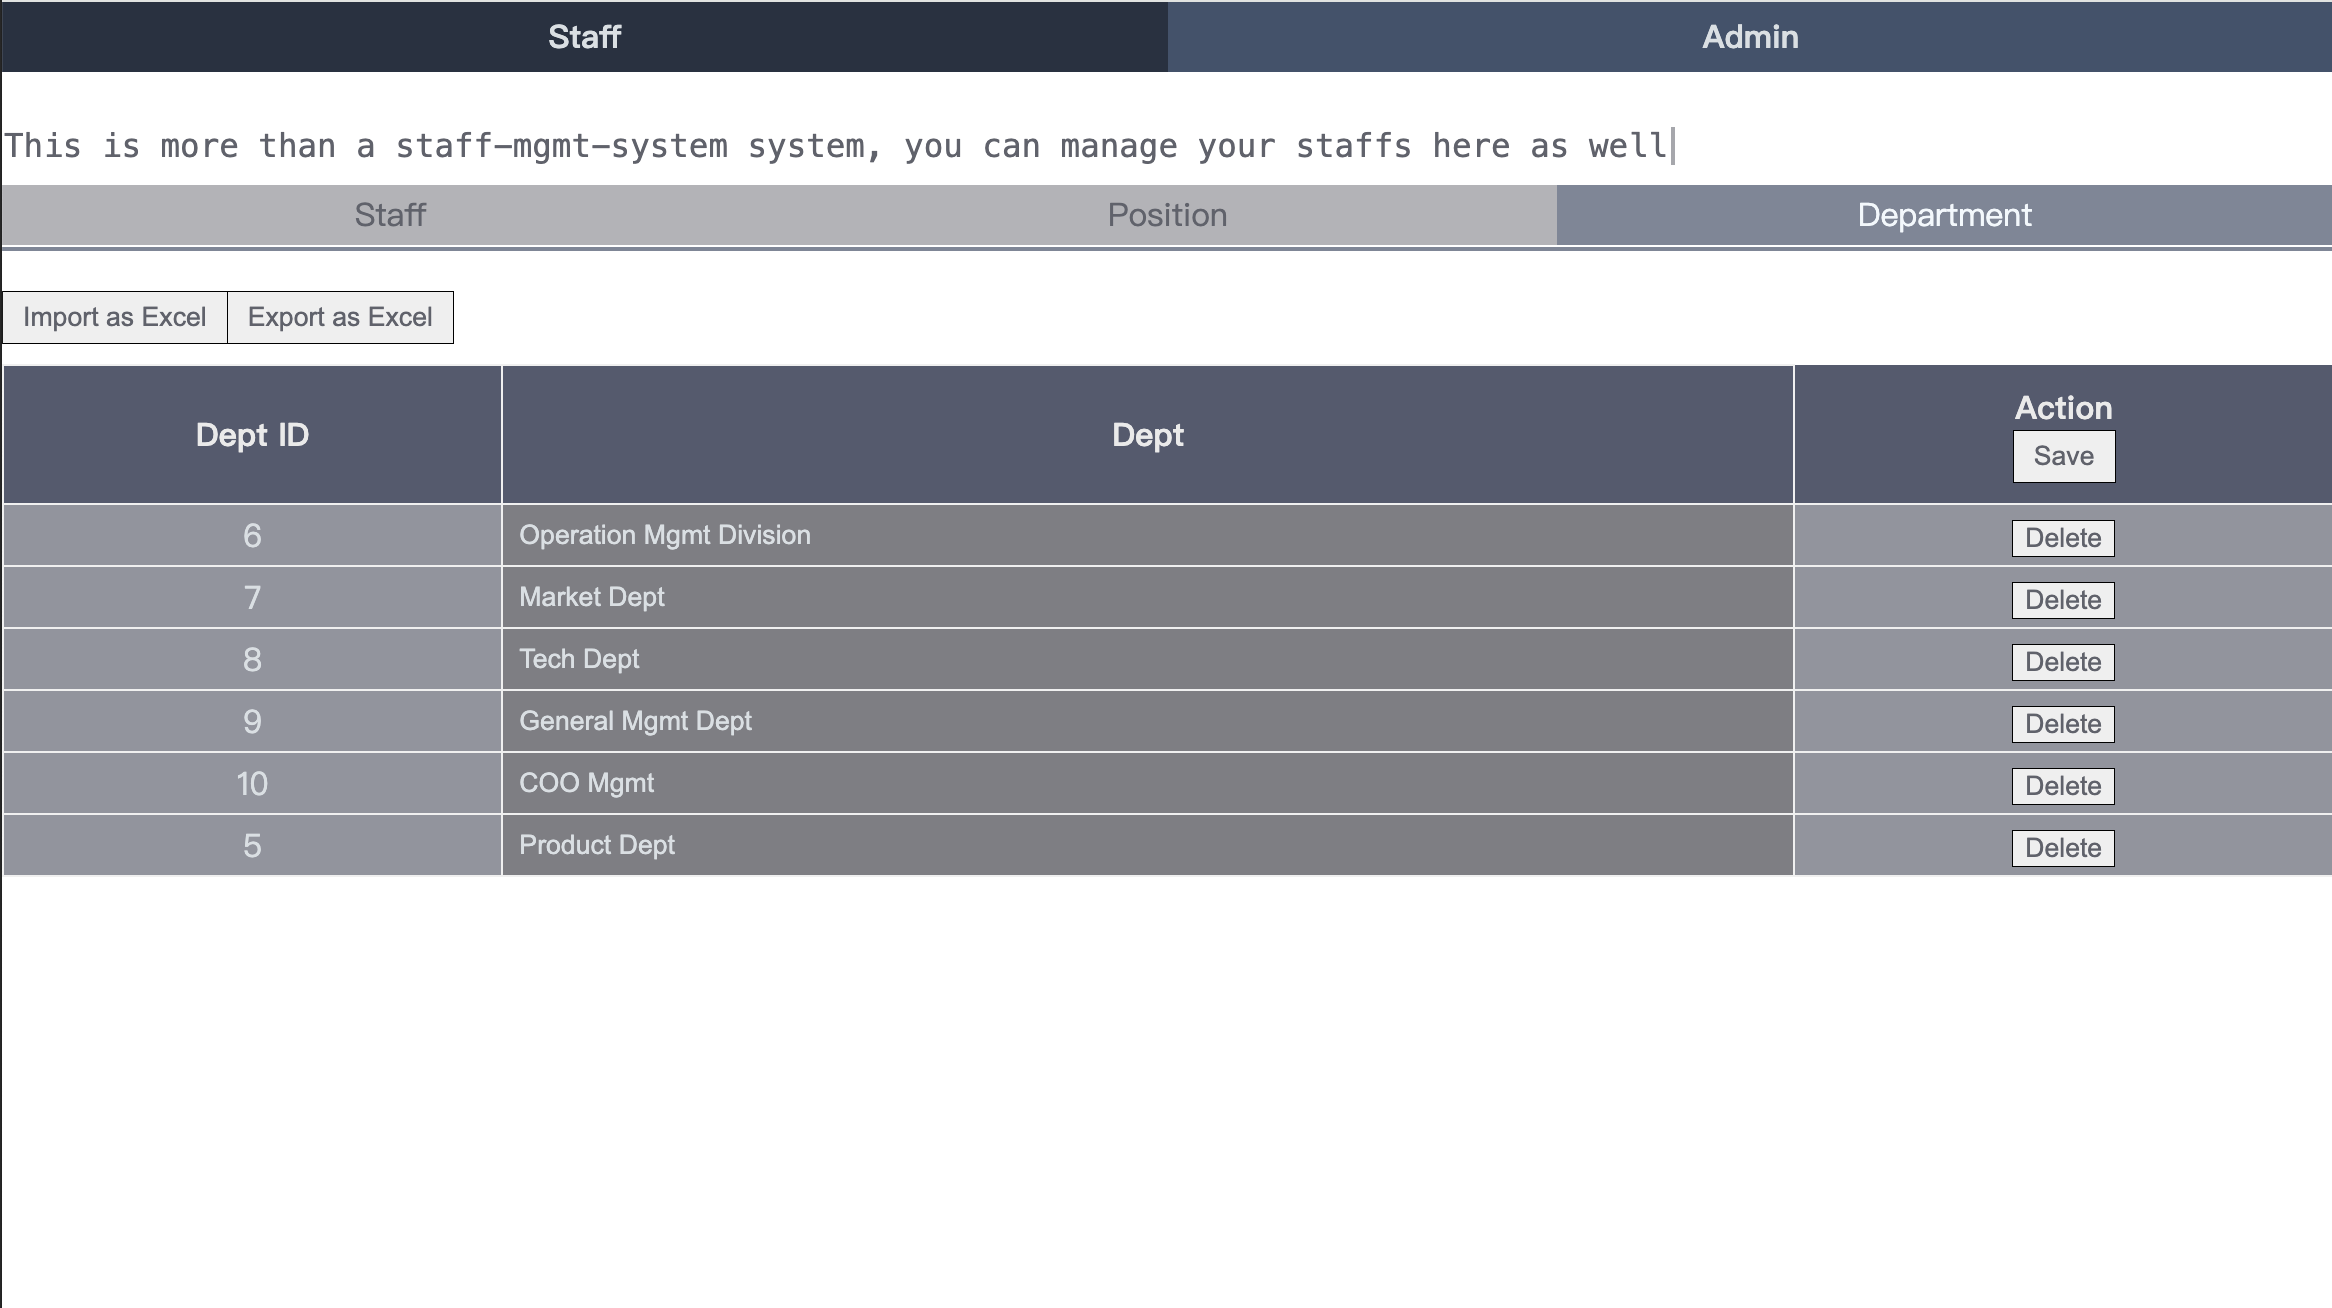 Staff Admin
This is more than a staff-mgmt-system system, you can manage your staffs here as well
Staff Position Department
Import as Excel Export as Excel
Dept ID Dept Action
Save
6 Operation Mgmt Division Delete
7 Market Dept Delete
8 Tech Dept Delete
9 General Mgmt Dept Delete
10 COO Mgmt Delete
5 Product Dept Delete